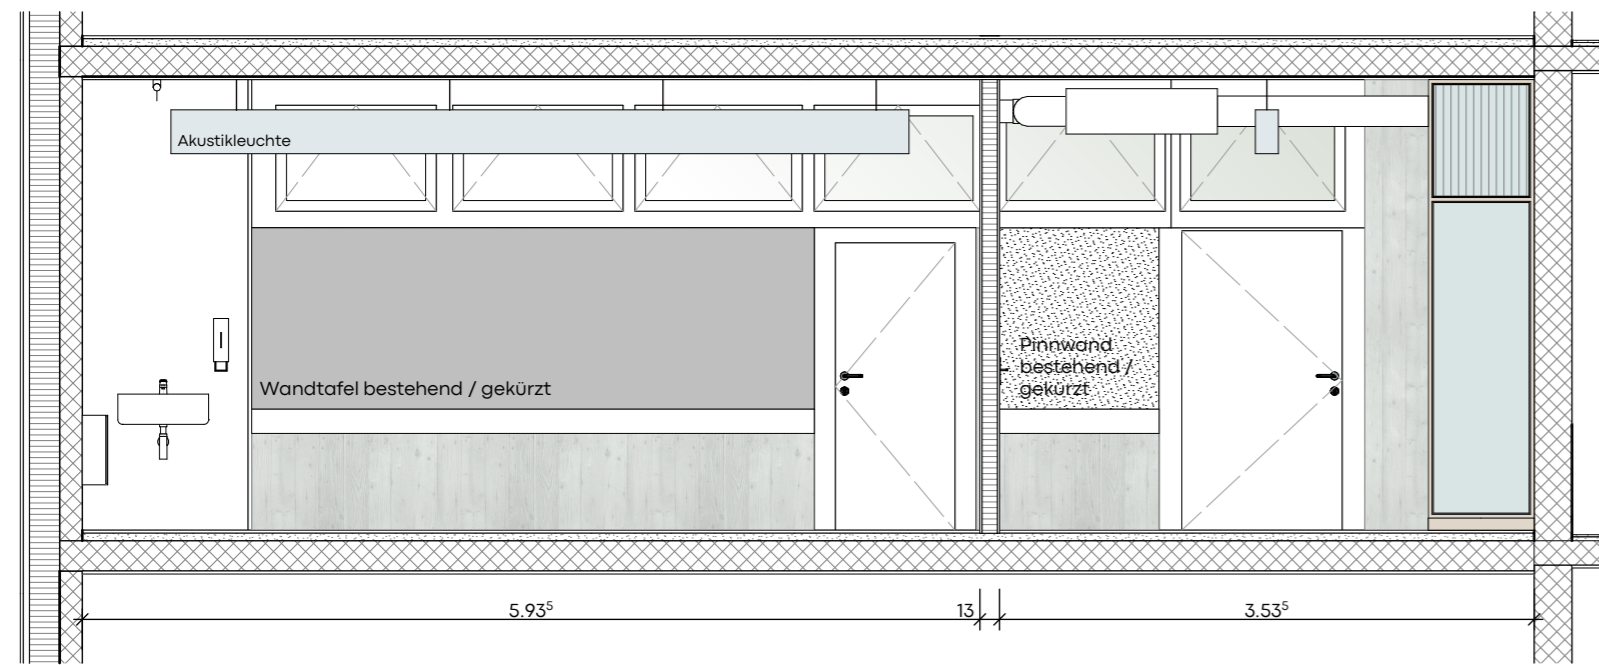 Akustikleuchte
Pinnwand
bestehend /
gekürzt
Wandtafel bestehend / gekürzt
5.93⁵
13
3.53⁵